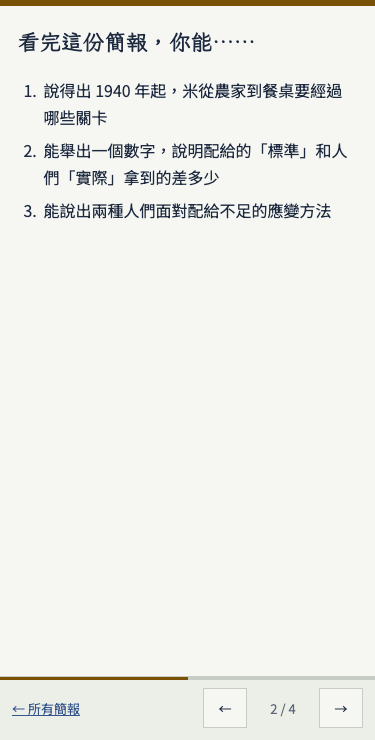 看完這份簡報，你能⋯⋯
1. 說得出 1940 年起，米從農家到餐桌要經過
哪些關卡
2. 能舉出一個數字，說明配給的「標準」和人
們「實際」拿到的差多少
3. 能說出兩種人們面對配給不足的應變方法
← 所有簡報 ← 2 / 4 →